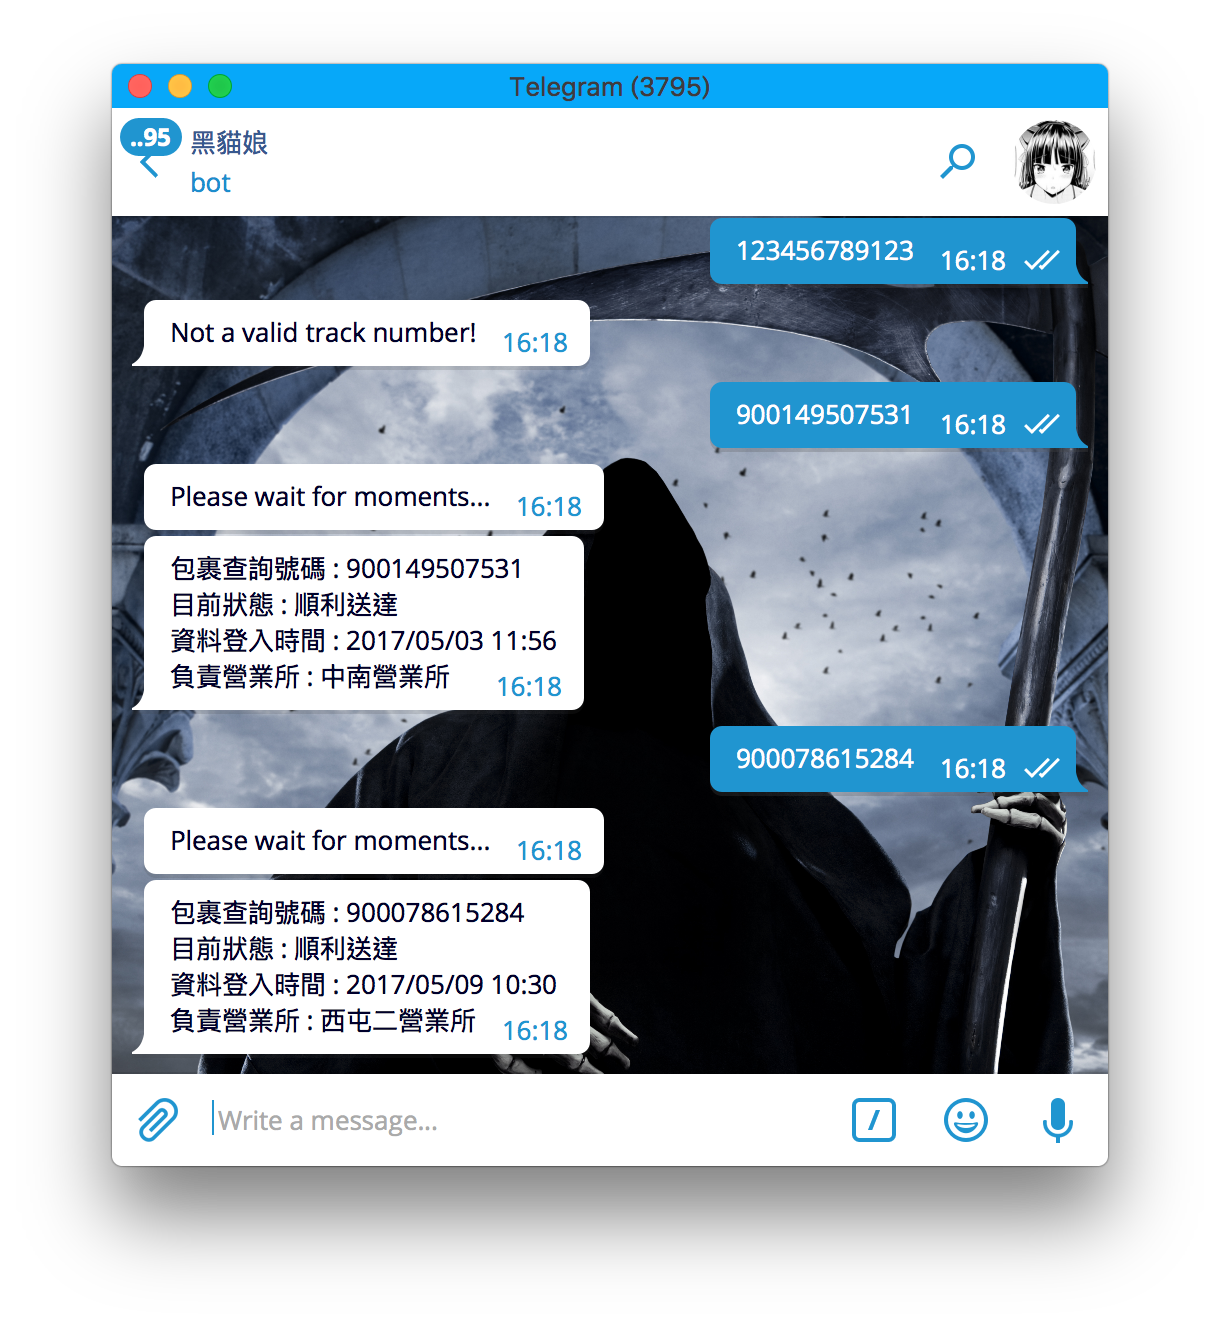 Telegram (3795)
..95
黑貓娘
bot
123456789123 16:18
Not a valid track number! 16:18
900149507531 16:18
Please wait for moments... 16:18
包裹查詢號碼 : 900149507531
目前狀態 : 順利送達
資料登入時間 : 2017/05/03 11:56
負責營業所 : 中南營業所 16:18
900078615284 16:18
Please wait for moments... 16:18
包裹查詢號碼 : 900078615284
目前狀態 : 順利送達
資料登入時間 : 2017/05/09 10:30
負責營業所 : 西屯二營業所 16:18
Write a message...
/